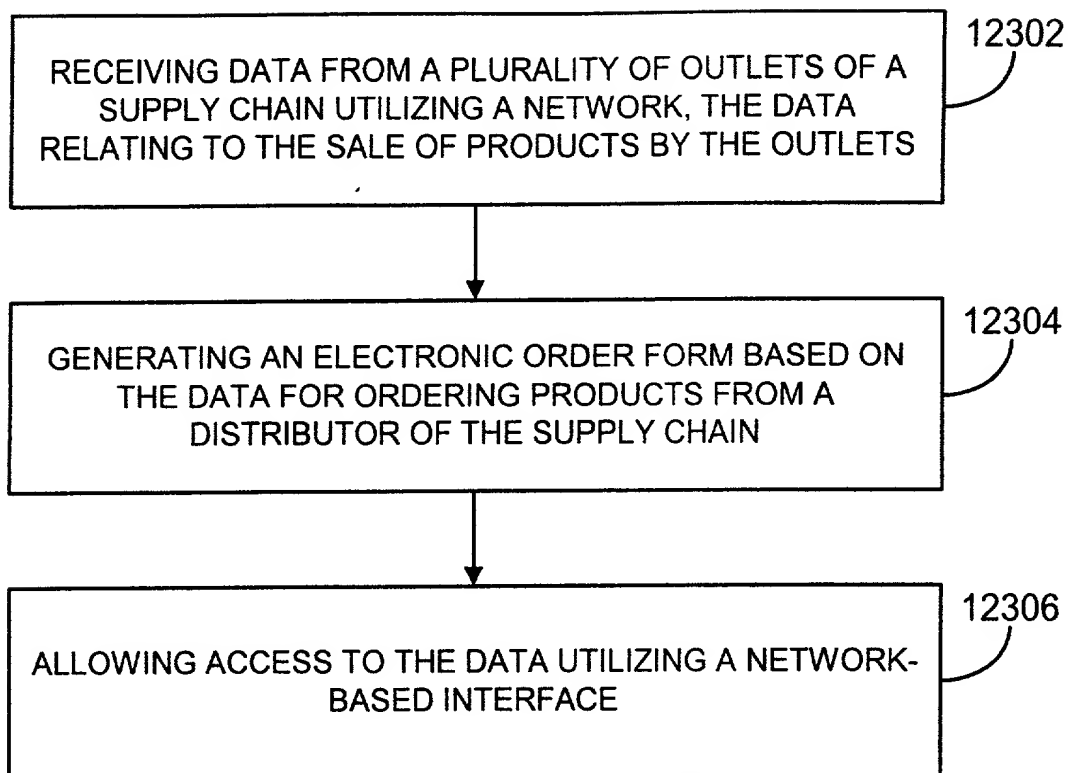 12302
RECEIVING DATA FROM A PLURALITY OF OUTLETS OF A
SUPPLY CHAIN UTILIZING A NETWORK, THE DATA
RELATING TO THE SALE OF PRODUCTS BY THE OUTLETS
12304
GENERATING AN ELECTRONIC ORDER FORM BASED ON
THE DATA FOR ORDERING PRODUCTS FROM A
DISTRIBUTOR OF THE SUPPLY CHAIN
12306
ALLOWING ACCESS TO THE DATA UTILIZING A NETWORK-
BASED INTERFACE